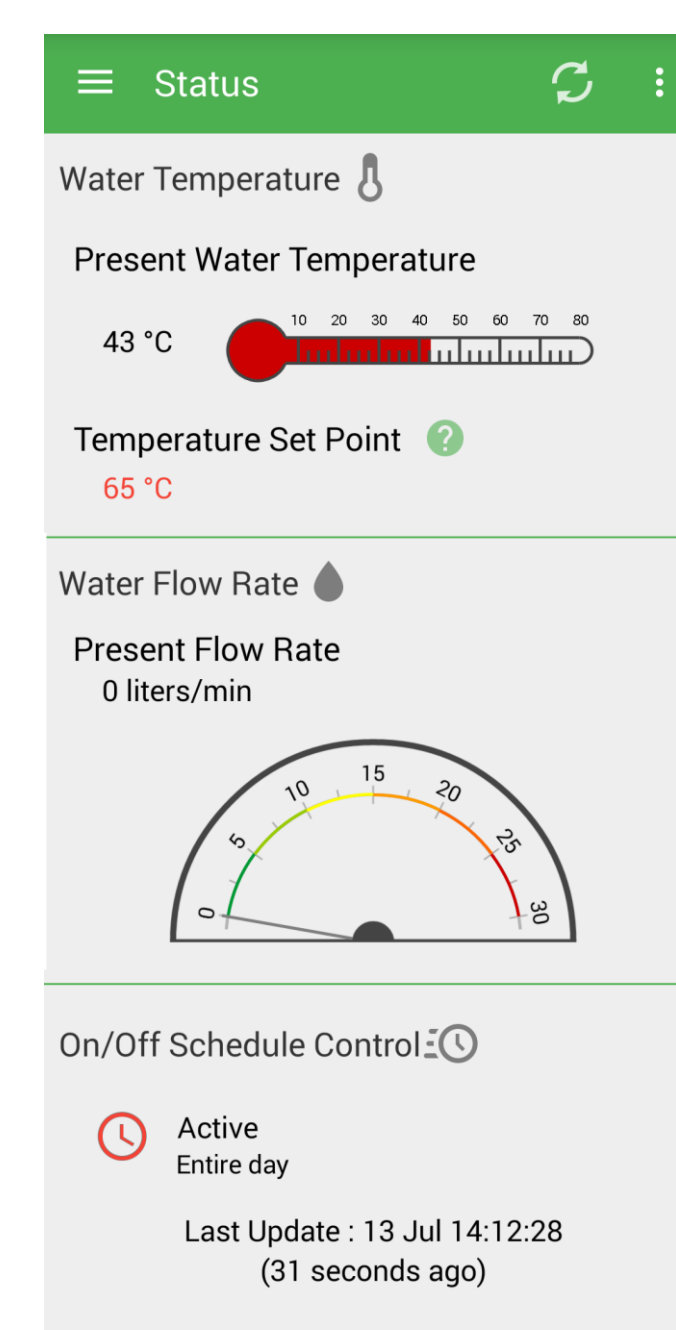 Status
Water Temperature
Present Water Temperature
10 20 30 40 50 60 70 80
43 °C
Temperature Set Point ?
65 °C
Water Flow Rate
Present Flow Rate
0 liters/min
0 5 10 15 20 25 30
On/Off Schedule Control
Active
Entire day
Last Update : 13 Jul 14:12:28
(31 seconds ago)